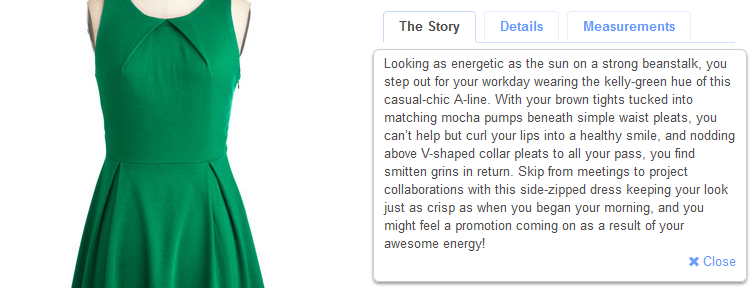 The Story Details Measurements
Looking as energetic as the sun on a strong beanstalk, you
step out for your workday wearing the kelly-green hue of this
casual-chic A-line. With your brown tights tucked into
matching mocha pumps beneath simple waist pleats, you
can’t help but curl your lips into a healthy smile, and nodding
above V-shaped collar pleats to all your pass, you find
smitten grins in return. Skip from meetings to project
collaborations with this side-zipped dress keeping your look
just as crisp as when you began your morning, and you
might feel a promotion coming on as a result of your
awesome energy!
✖ Close